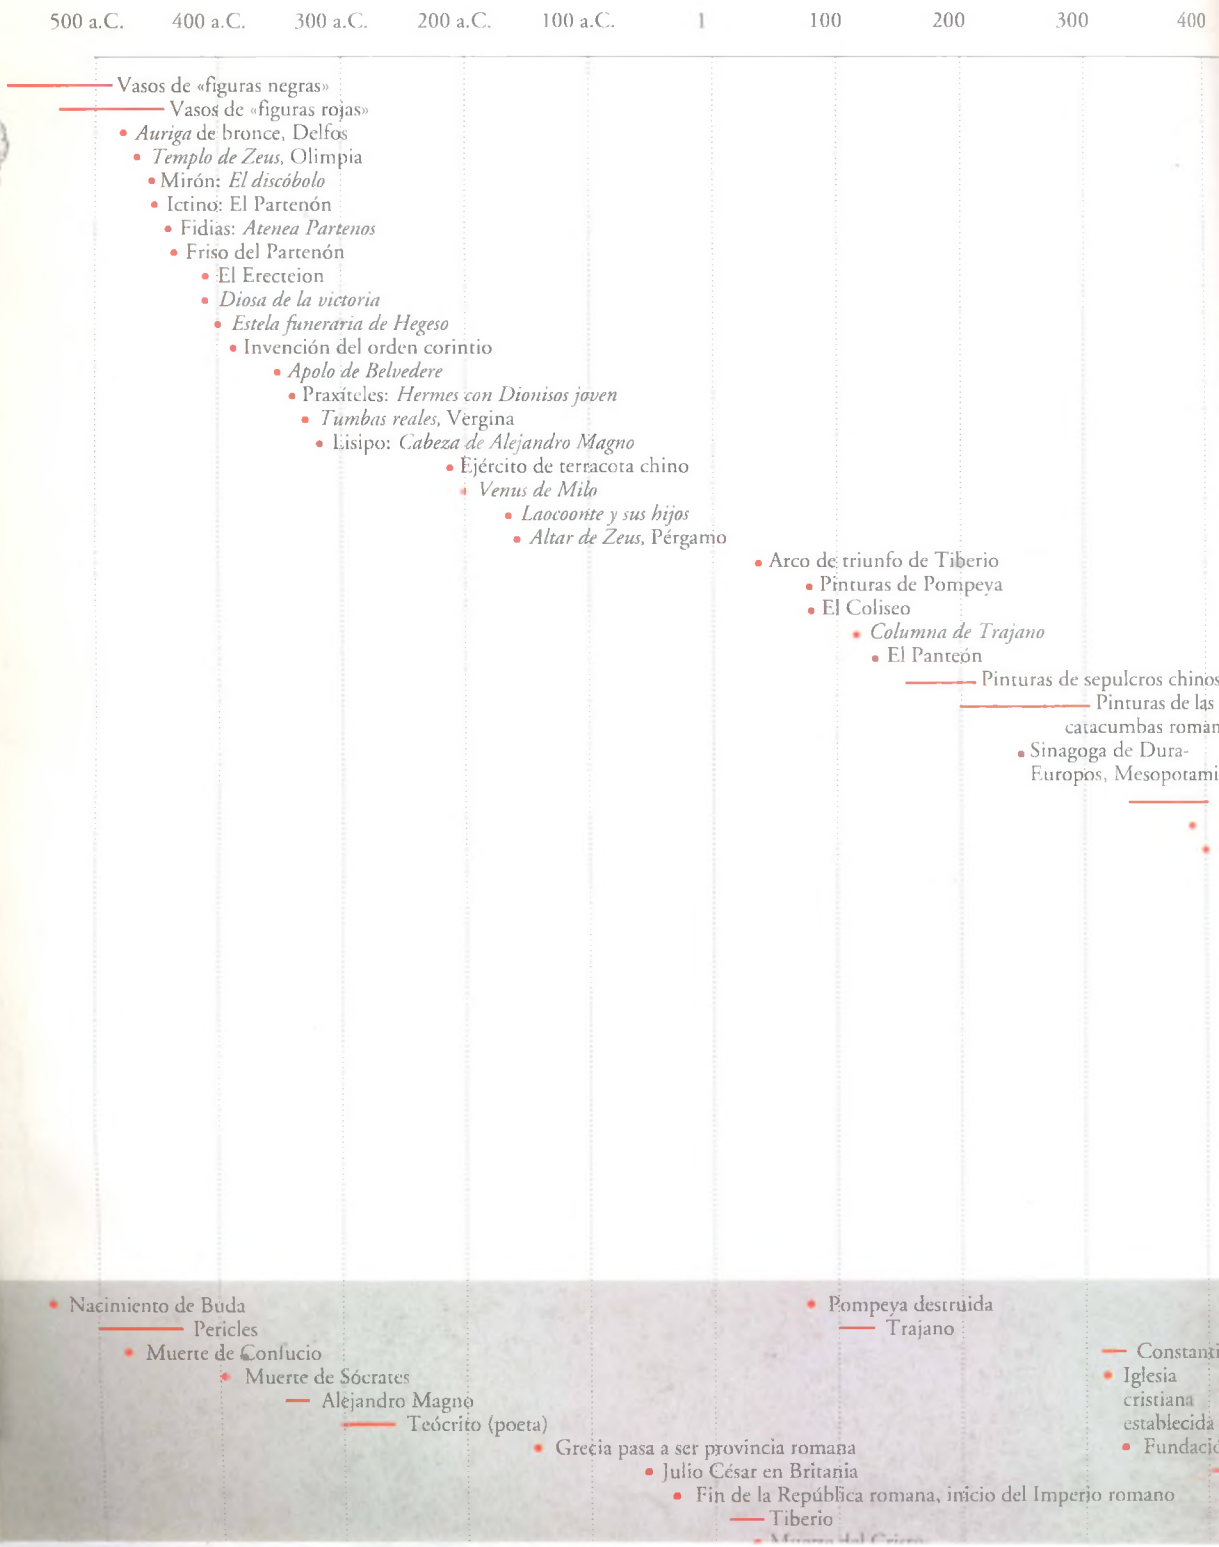 500 a.C. 400 a.C. 300 a.C. 200 a.C. 100 a.C. 1 100 200 300 400
Vasos de «figuras negras»
Vasos de «figuras rojas»
Auriga de bronce, Delfos
Templo de Zeus, Olimpia
Mirón: El discóbolo
Ictino: El Partenón
Fidias: Atenea Partenos
Friso del Partenón
El Erecteion
Diosa de la victoria
Estela funeraria de Hegeso
Invención del orden corintio
Apolo de Belvedere
Praxíteles: Hermes con Dionisos joven
Tumbas reales, Vergina
Lisipo: Cabeza de Alejandro Magno
Ejército de terracota chino
Venus de Milo
Laocoonte y sus hijos
Altar de Zeus, Pérgamo
Arco de triunfo de Tiberio
Pinturas de Pompeya
El Coliseo
Columna de Trajano
El Panteón
Pinturas de sepulcros chinos
Pinturas de las
catacumbas roman
Sinagoga de Dura-
Europos, Mesopotami
Nacimiento de Buda
Pompeya destruida
Pericles
Trajano
Muerte de Confucio
Constanti
Muerte de Sócrates
Iglesia
cristiana
establecida
Alejandro Magno
Teócrito (poeta)
Grecia pasa a ser provincia romana
Fundació
Julio César en Britania
Fin de la República romana, inicio del Imperio romano
Tiberio